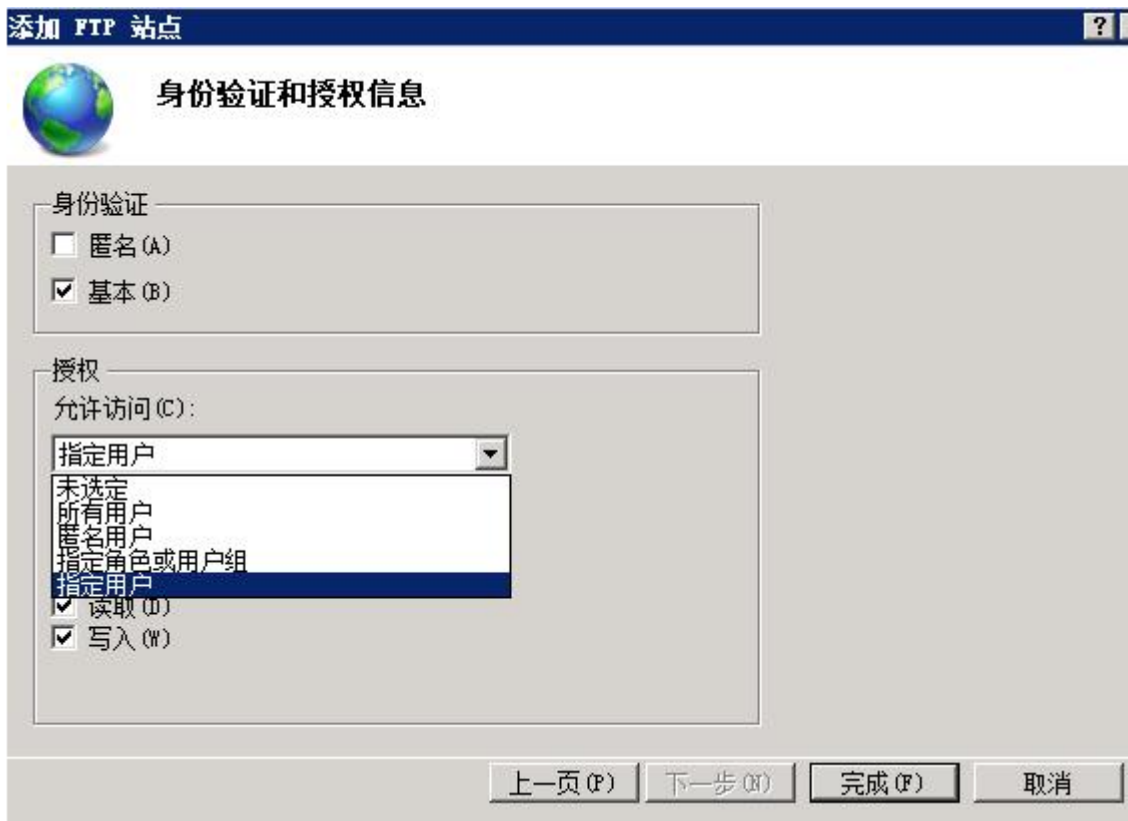 添加 FTP 站点
?
身份验证和授权信息
身份验证
匿名(A)
基本(B)
授权
允许访问(C):
指定用户
未选定
所有用户
匿名用户
指定角色或用户组
指定用户
读取(D)
写入(W)
上一页(P) 下一步(N) 完成(F) 取消